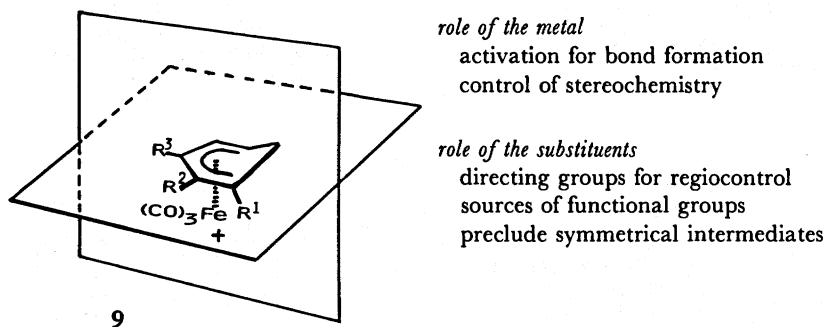 role of the metal
activation for bond formation
control of stereochemistry
role of the substituents
directing groups for regiocontrol
sources of functional groups
preclude symmetrical intermediates
R³
R²
(CO)₃Fe R¹
+
9